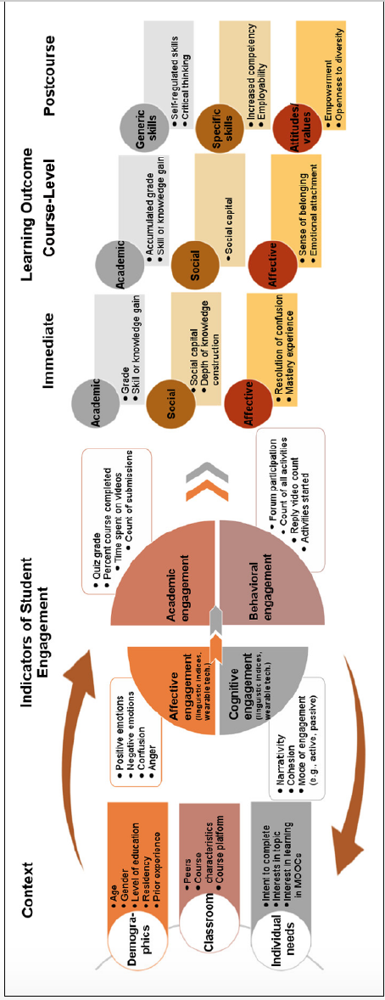 Context
Demogra-
phics
• Age
• Gender
• Level of education
• Residency
• Prior experience
Classroom
• Peers
• Course
characteristics
• Course platform
Individual
needs
• Intent to complete
• Interests in topic
• Interest in learning
in MOOCs
Indicators of Student
Engagement
• Positive emotions
• Negative emotions
• Confusion
• Anger
Affective
engagement
(linguistic indices,
wearable tech.)
Cognitive
engagement
(linguistic indices,
wearable tech.)
• Narrativity
• Cohesion
• Mode of engagement
(e.g., active, passive)
• Quiz grade
• Percent course completed
• Time spent on videos
• Count of submissions
Academic
engagement
Behavioral
engagement
• Forum participation
• Count of all activities
• Reply video count
• Activities started
Learning Outcome
Immediate
Academic
• Grade
• Skill or knowledge gain
Social
• Social capital
• Depth of knowledge
construction
Affective
• Resolution of confusion
• Mastery experience
Course-Level
Academic
• Accumulated grade
• Skill or knowledge gain
Social
• Social capital
Affective
• Sense of belonging
• Emotional attachment
Postcourse
Generic
skills
• Self-regulated skills
• Critical thinking
Specific
skills
• Increased competency
• Employability
Attitudes/
values
• Empowerment
• Openness to diversity